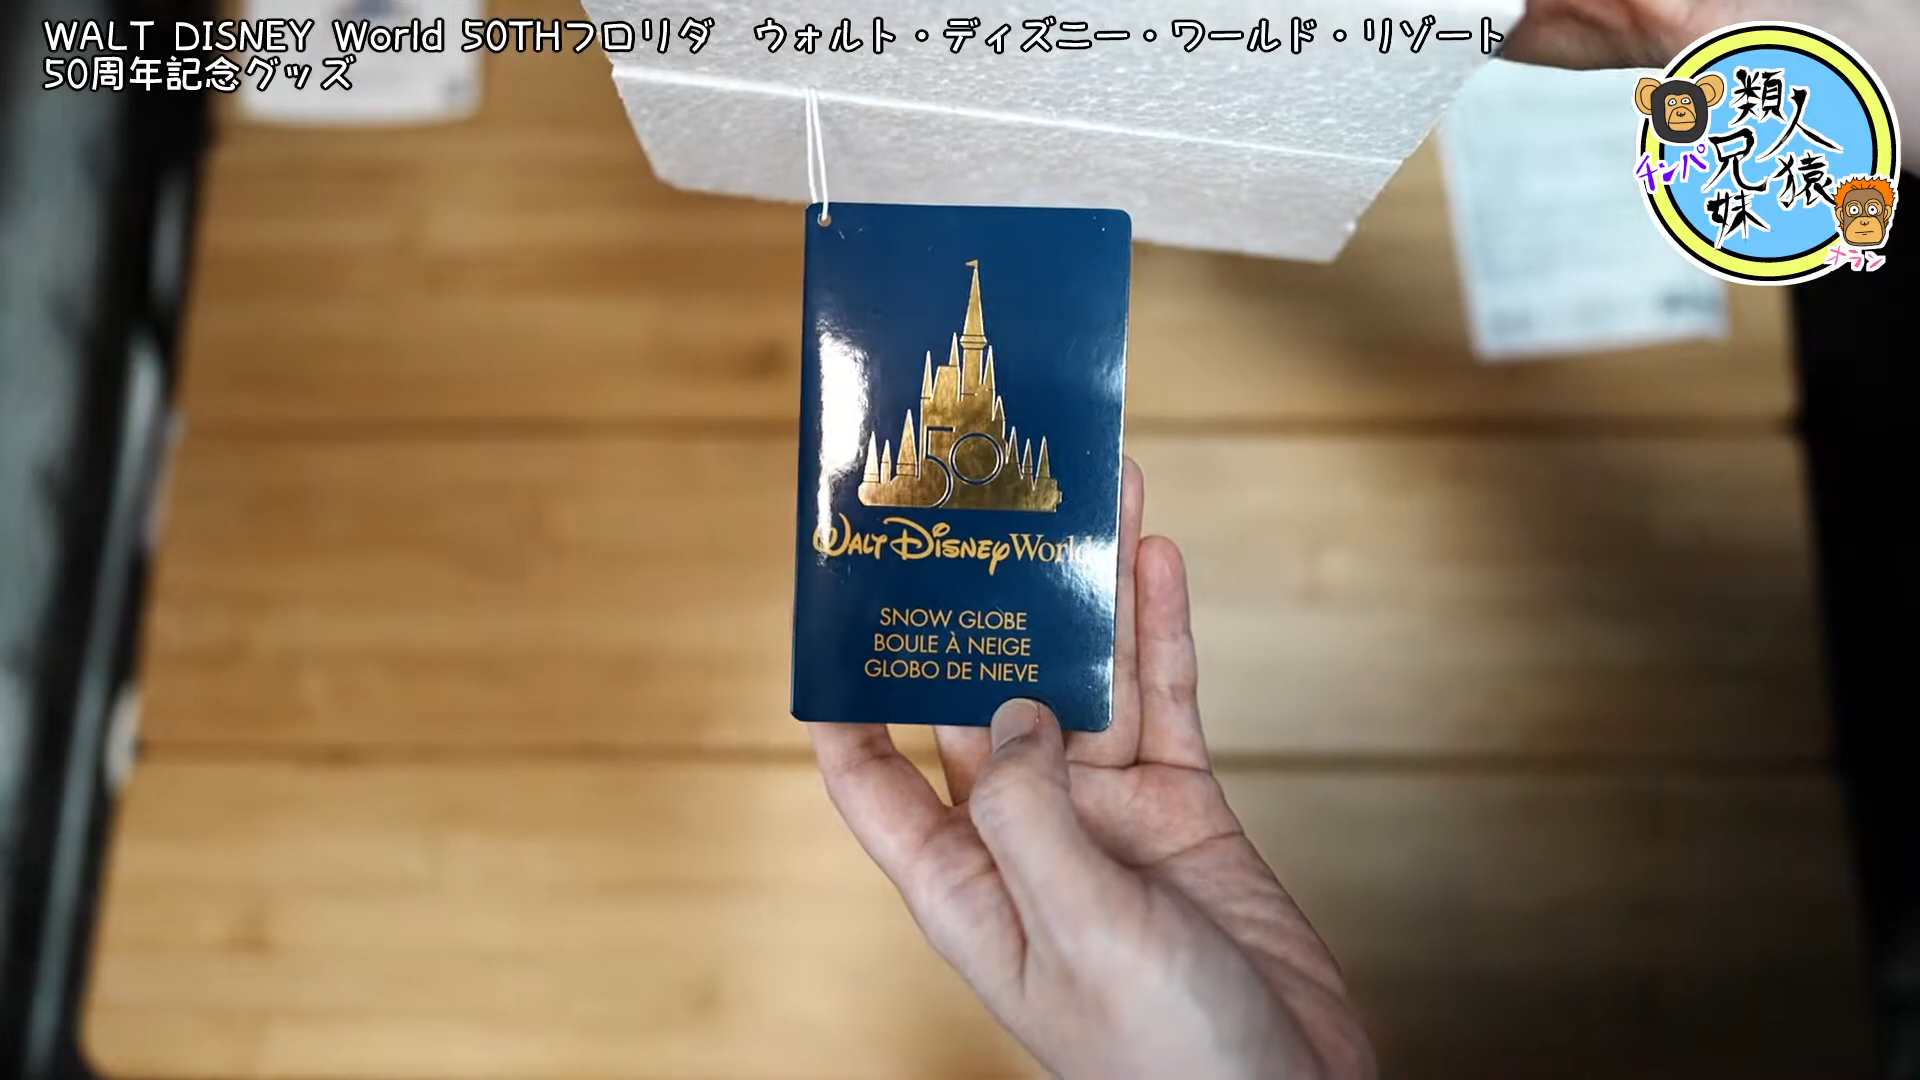 WALT DISNEY World 50THフロリダ　ウォルト・ディズニー・ワールド・リゾート
50周年記念グッズ
類人猿
兄妹
チンパ
オラン
50
WALT DISNEY World
SNOW GLOBE
BOULE À NEIGE
GLOBO DE NIEVE